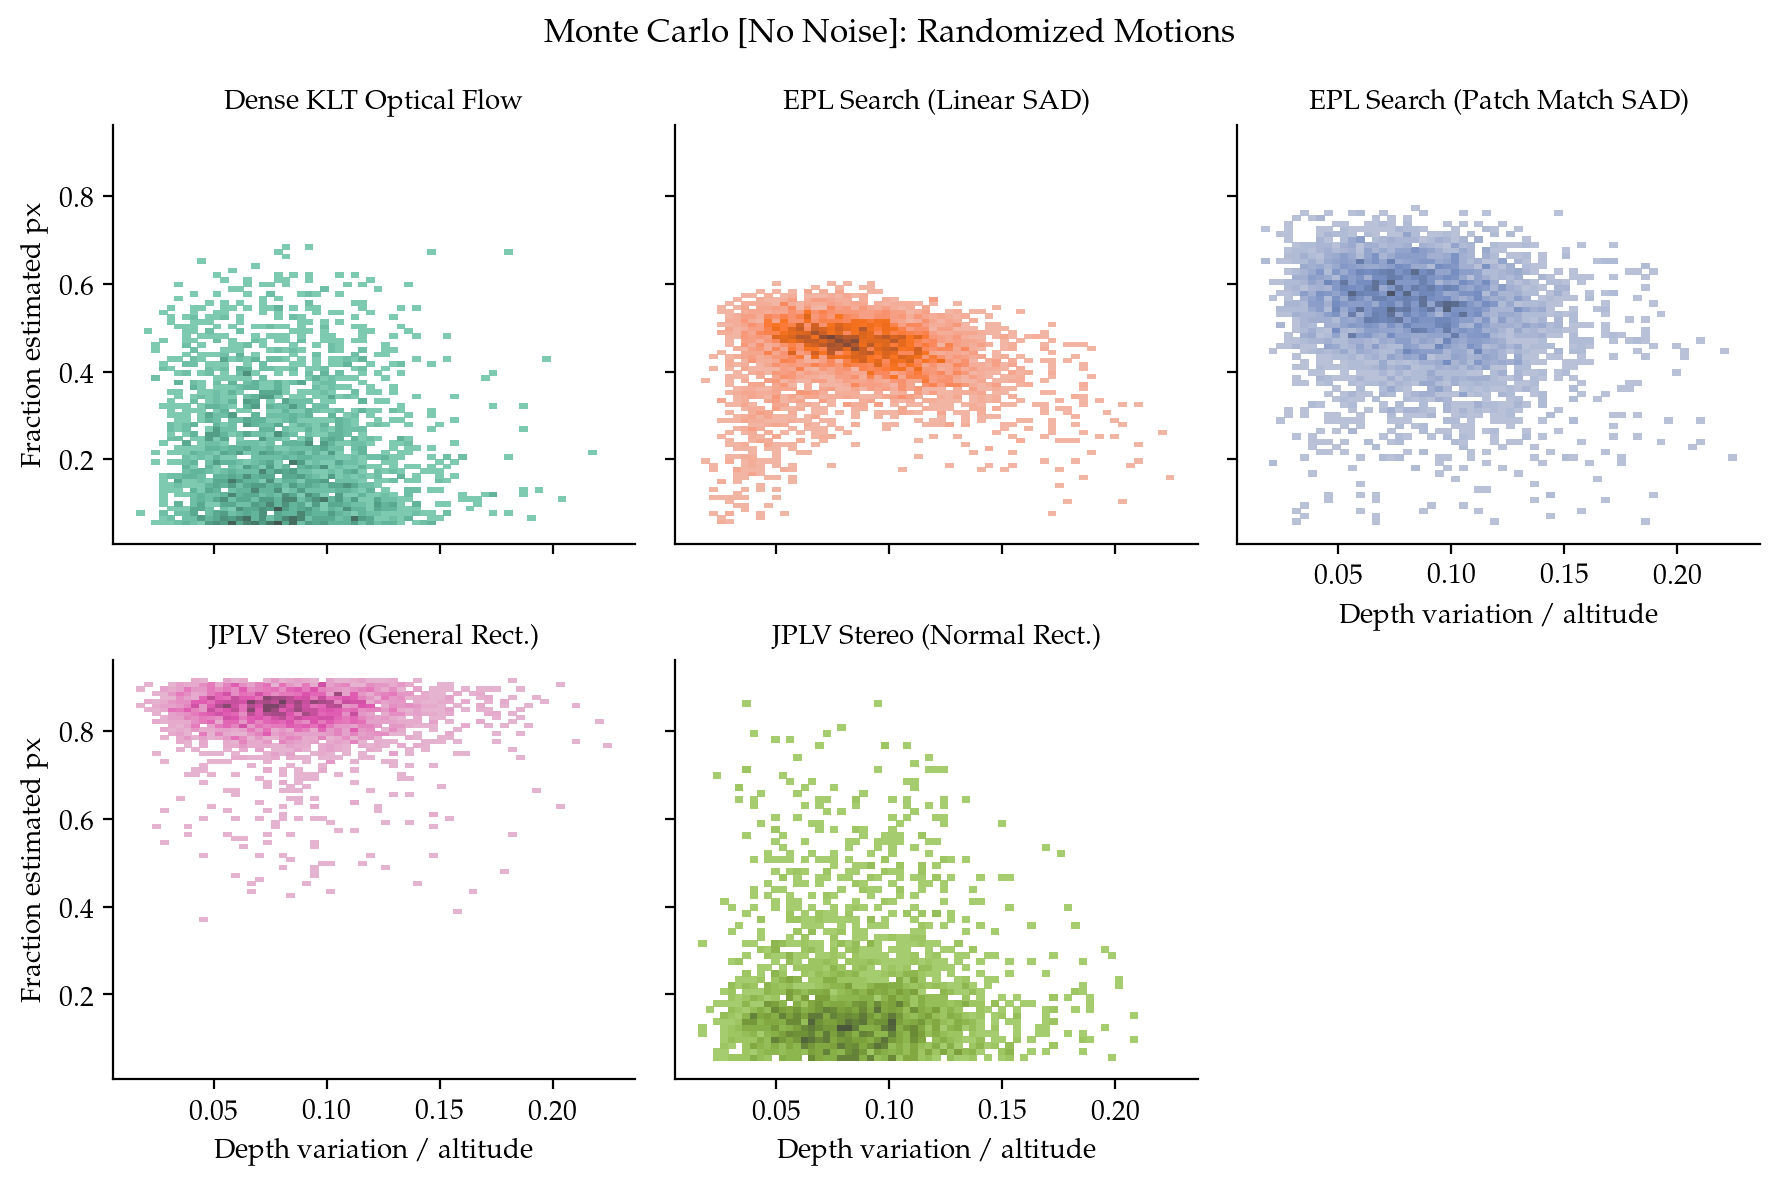 Monte Carlo [No Noise]: Randomized Motions
Dense KLT Optical Flow
EPL Search (Linear SAD)
EPL Search (Patch Match SAD)
Fraction estimated px
0.8
0.6
0.4
0.2
0.05 0.10 0.15 0.20
Depth variation / altitude
JPLV Stereo (General Rect.)
JPLV Stereo (Normal Rect.)
Fraction estimated px
0.8
0.6
0.4
0.2
0.05 0.10 0.15 0.20
Depth variation / altitude
0.05 0.10 0.15 0.20
Depth variation / altitude